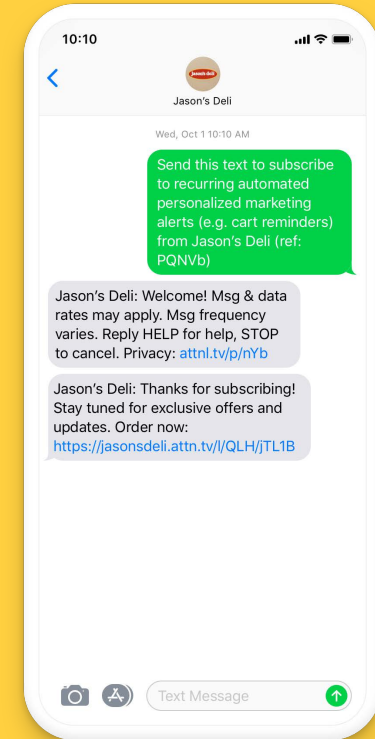 10:10
Jason's Deli
Jason's Deli
Wed, Oct 1 10:10 AM
Send this text to subscribe
to recurring automated
personalized marketing
alerts (e.g. cart reminders)
from Jason's Deli (ref:
PQNVb)
Jason's Deli: Welcome! Msg & data
rates may apply. Msg frequency
varies. Reply HELP for help, STOP
to cancel. Privacy: attnl.tv/p/nYb
Jason's Deli: Thanks for subscribing!
Stay tuned for exclusive offers and
updates. Order now:
https://jasonsdeli.attn.tv/l/QLH/jTL1B
Text Message